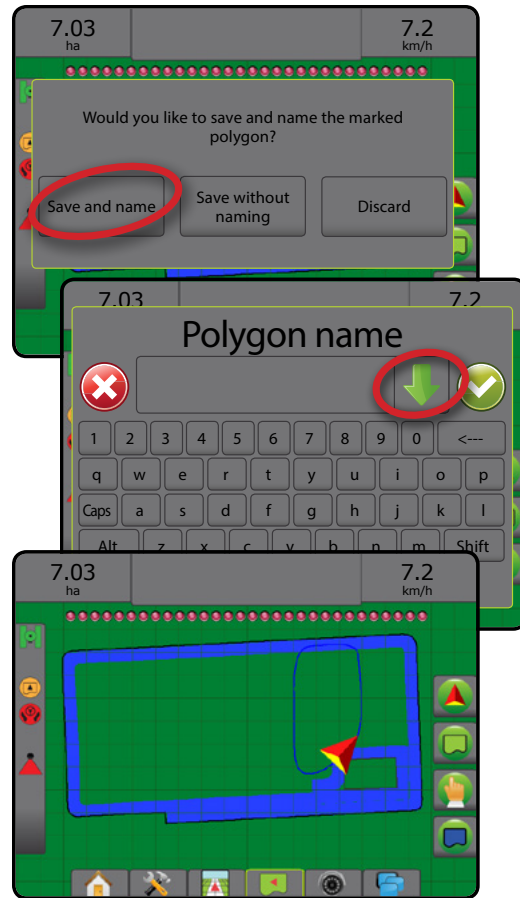 7.03
ha
7.2
km/h
Would you like to save and name the marked
polygon?
Save and name
Save without
naming
Discard
7.03
7.2
Polygon name
1 2 3 4 5 6 7 8 9 0 <---
q w e r t y u i o p
Caps a s d f g h j k l
Alt z x c v b n m Shift
7.03
ha
7.2
km/h